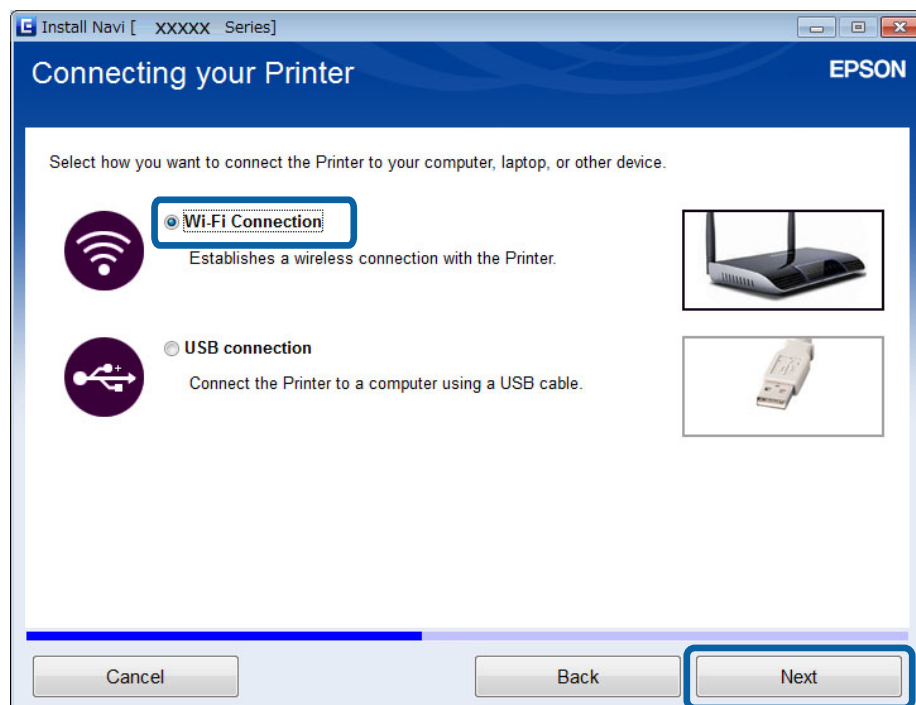 Install Navi [ XXXXX Series]
Connecting your Printer
EPSON
Select how you want to connect the Printer to your computer, laptop, or other device.
Wi-Fi Connection
Establishes a wireless connection with the Printer.
USB connection
Connect the Printer to a computer using a USB cable.
Cancel
Back
Next